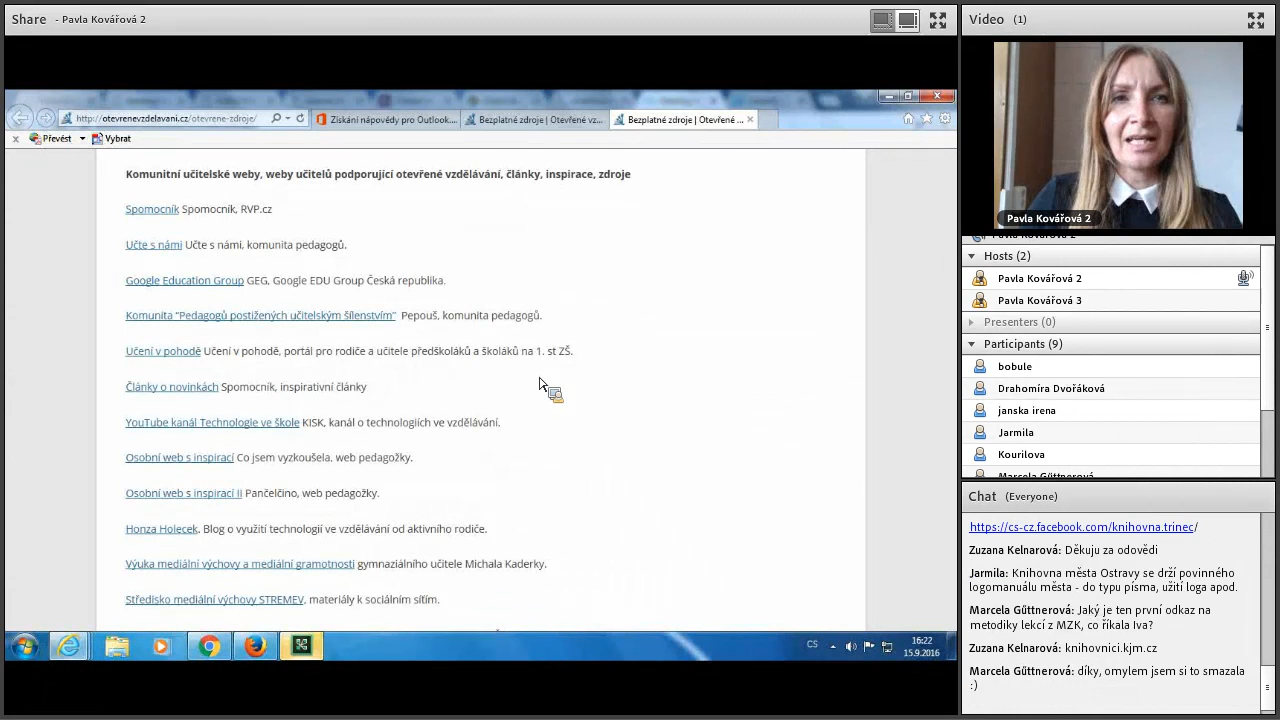 Share - Pavla Kovářová 2
http://otevrenevzdelavani.cz/otevrene-zdroje/
Získání nápovědy pro Outlook....
Bezplatné zdroje | Otevřené vz...
Bezplatné zdroje | Otevřené ...
x Převést Vybrat
Komunitní učitelské weby, weby učitelů podporující otevřené vzdělávání, články, inspirace, zdroje
Spomocník Spomocník, RVP.cz
Učte s námi Učte s námi, komunita pedagogů.
Google Education Group GEG, Google EDU Group Česká republika.
Komunita "Pedagogů postižených učitelským šílenstvím" Pepouš, komunita pedagogů.
Učení v pohodě Učení v pohodě, portál pro rodiče a učitele předškoláků a školáků na 1. st ZŠ.
Články o novinkách Spomocník, inspirativní články
YouTube kanál Technologie ve škole KISK, kanál o technologiích ve vzdělávání.
Osobní web s inspirací Co jsem vyzkoušela, web pedagožky.
Osobní web s inspirací II Pančelčino, web pedagožky.
Honza Holecek. Blog o využití technologií ve vzdělávání od aktivního rodiče.
Výuka mediální výchovy a mediální gramotnosti gymnaziálního učitele Michala Kaderky.
Středisko mediální výchovy STREMEV, materiály k sociálním sítím.
CS
16:22
15.9.2016
Video (1)
Pavla Kovářová 2
Pavla Kovářová 2
Hosts (2)
Pavla Kovářová 2
Pavla Kovářová 3
Presenters (0)
Participants (9)
bobule
Drahomíra Dvořáková
janska irena
Jarmila
Kourilova
Marcela Gűttnerová
Chat (Everyone)
https://cs-cz.facebook.com/knihovna.trinec/
Zuzana Kelnarová: Děkuju za odovědi
Jarmila: Knihovna města Ostravy se drží povinného
logomanuálu města - do typu písma, užití loga apod.
Marcela Gűttnerová: Jaký je ten první odkaz na
metodiky lekcí z MZK, co říkala Iva?
Zuzana Kelnarová: knihovnici.kjm.cz
Marcela Gűttnerová: díky, omylem jsem si to smazala
:)